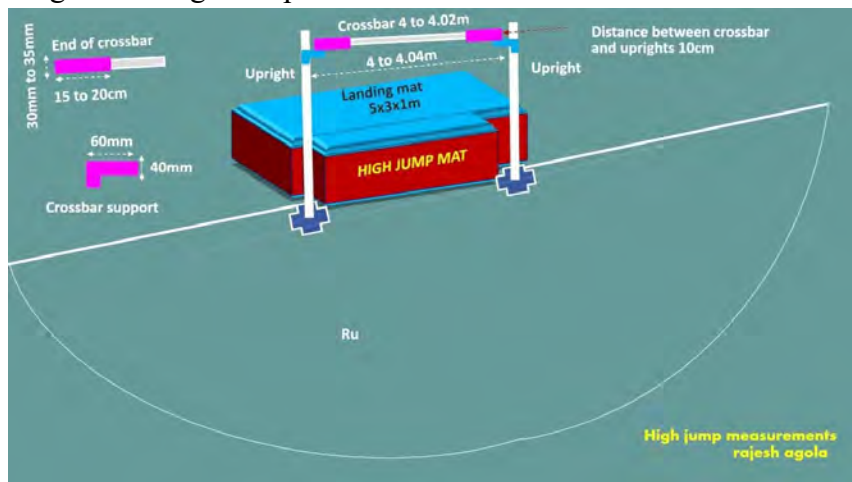 End of crossbar
30mm to 35mm
15 to 20cm
60mm
40mm
Crossbar support
Crossbar 4 to 4.02m
4 to 4.04m
Upright
Upright
Distance between crossbar
and uprights 10cm
Landing mat
5x3x1m
HIGH JUMP MAT
Ru
High jump measurements
rajesh agola